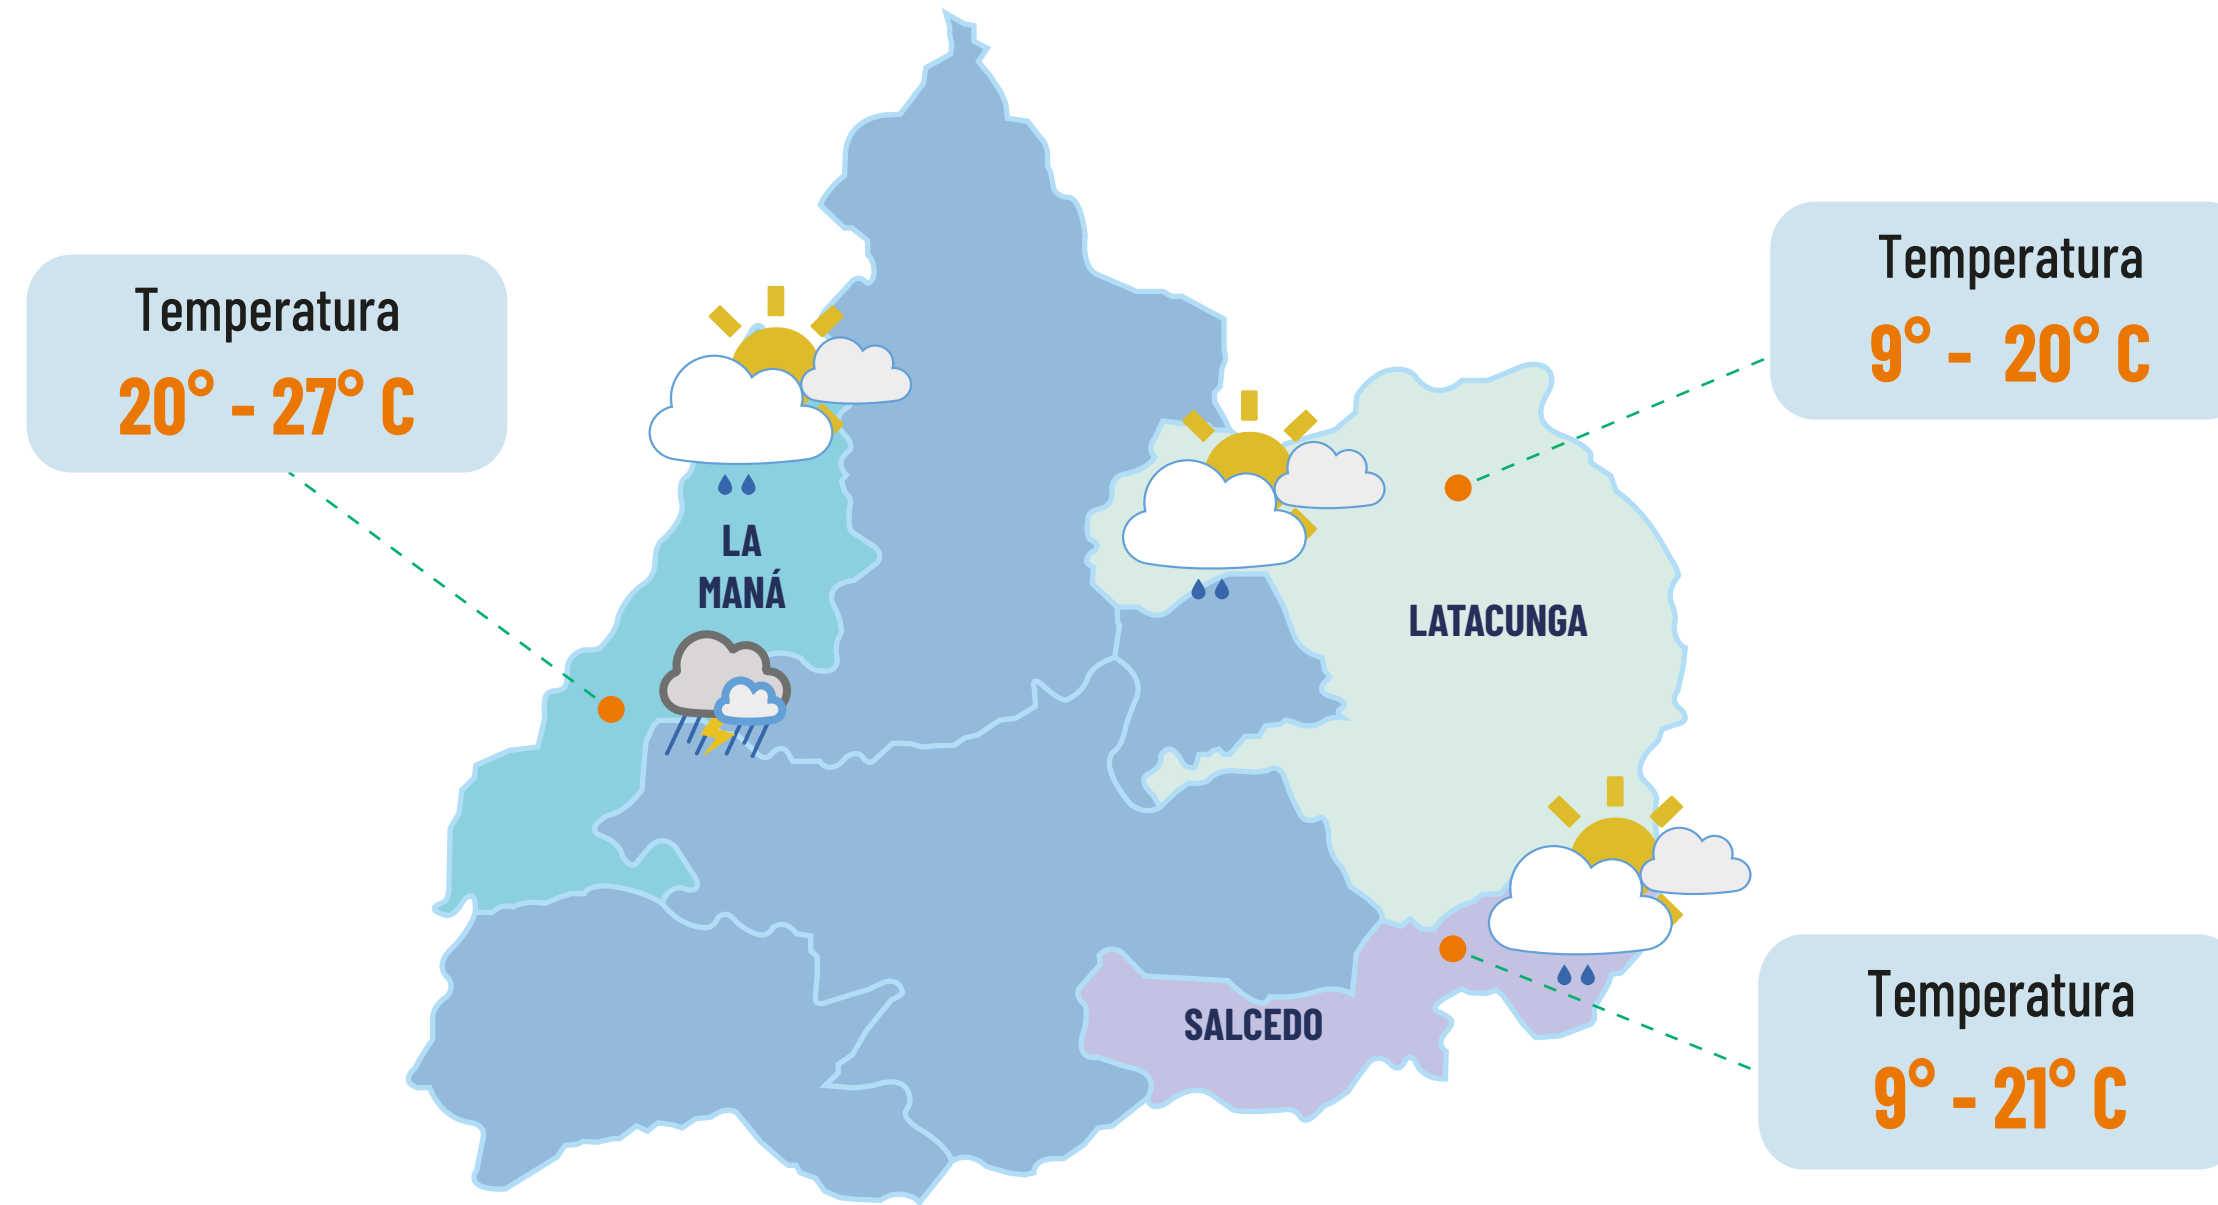 Temperatura
9° - 20° C
Temperatura
20° - 27° C
LA
MANÁ
LATACUNGA
Temperatura
9° - 21° C
SALCEDO